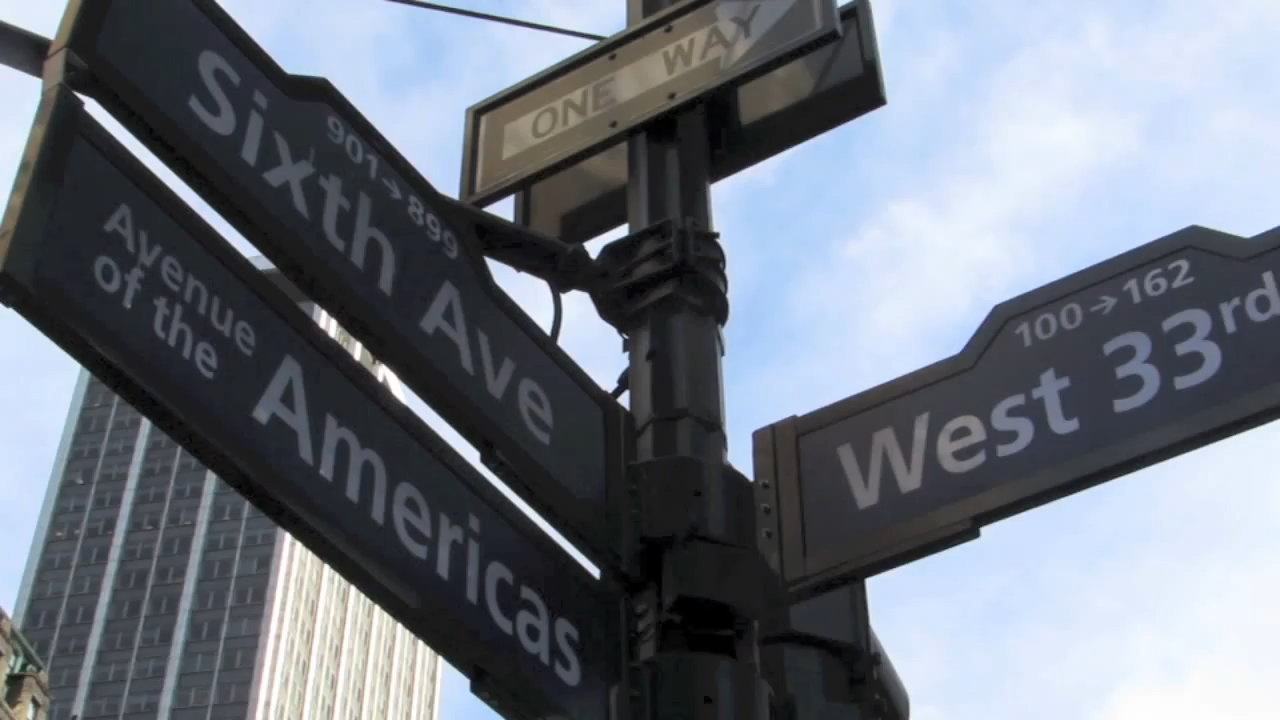 ONE WAY
901→899
Sixth Ave
Avenue
of the Americas
100→162
West 33rd